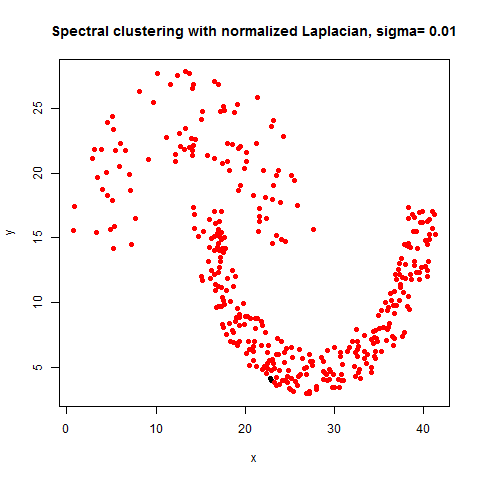 Spectral clustering with normalized Laplacian, sigma= 0.01
25
20
y
15
10
5
0 10 20 30 40
x